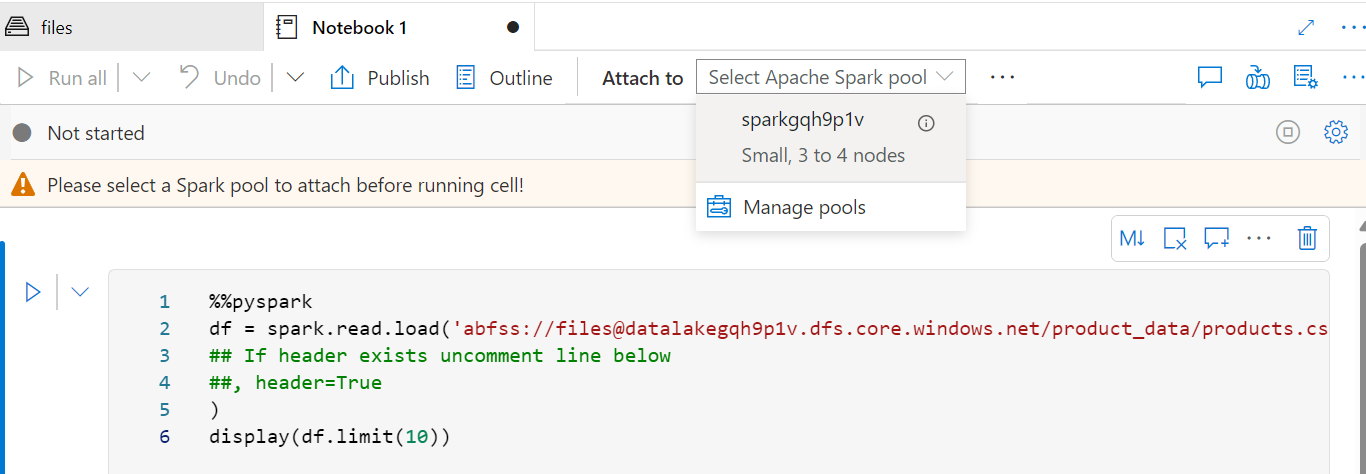 files
Notebook 1
Run all
Undo
Publish
Outline
Attach to
Select Apache Spark pool
sparkgqh9p1v
Small, 3 to 4 nodes
Manage pools
Not started
Please select a Spark pool to attach before running cell!
M↓
1 %%pyspark
2 df = spark.read.load('abfss://files@datalakegqh9p1v.dfs.core.windows.net/product_data/products.cs
3 ## If header exists uncomment line below
4 ##, header=True
5 )
6 display(df.limit(10))